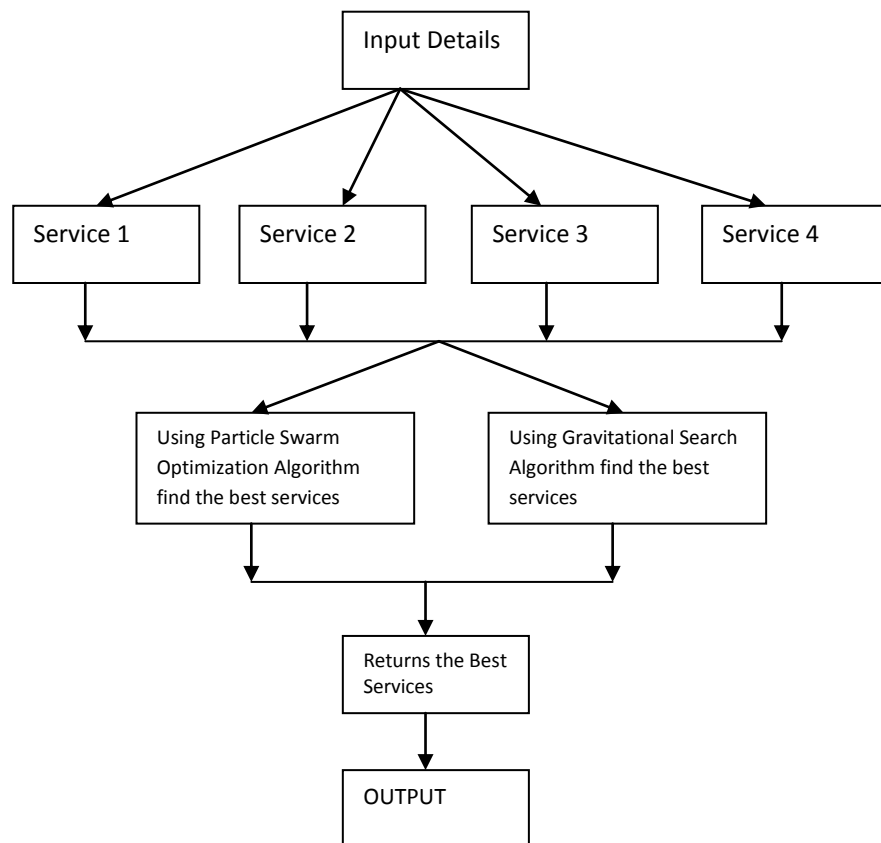 Input Details
Service 1
Service 2
Service 3
Service 4
Using Particle Swarm
Optimization Algorithm
find the best services
Using Gravitational Search
Algorithm find the best
services
Returns the Best
Services
OUTPUT